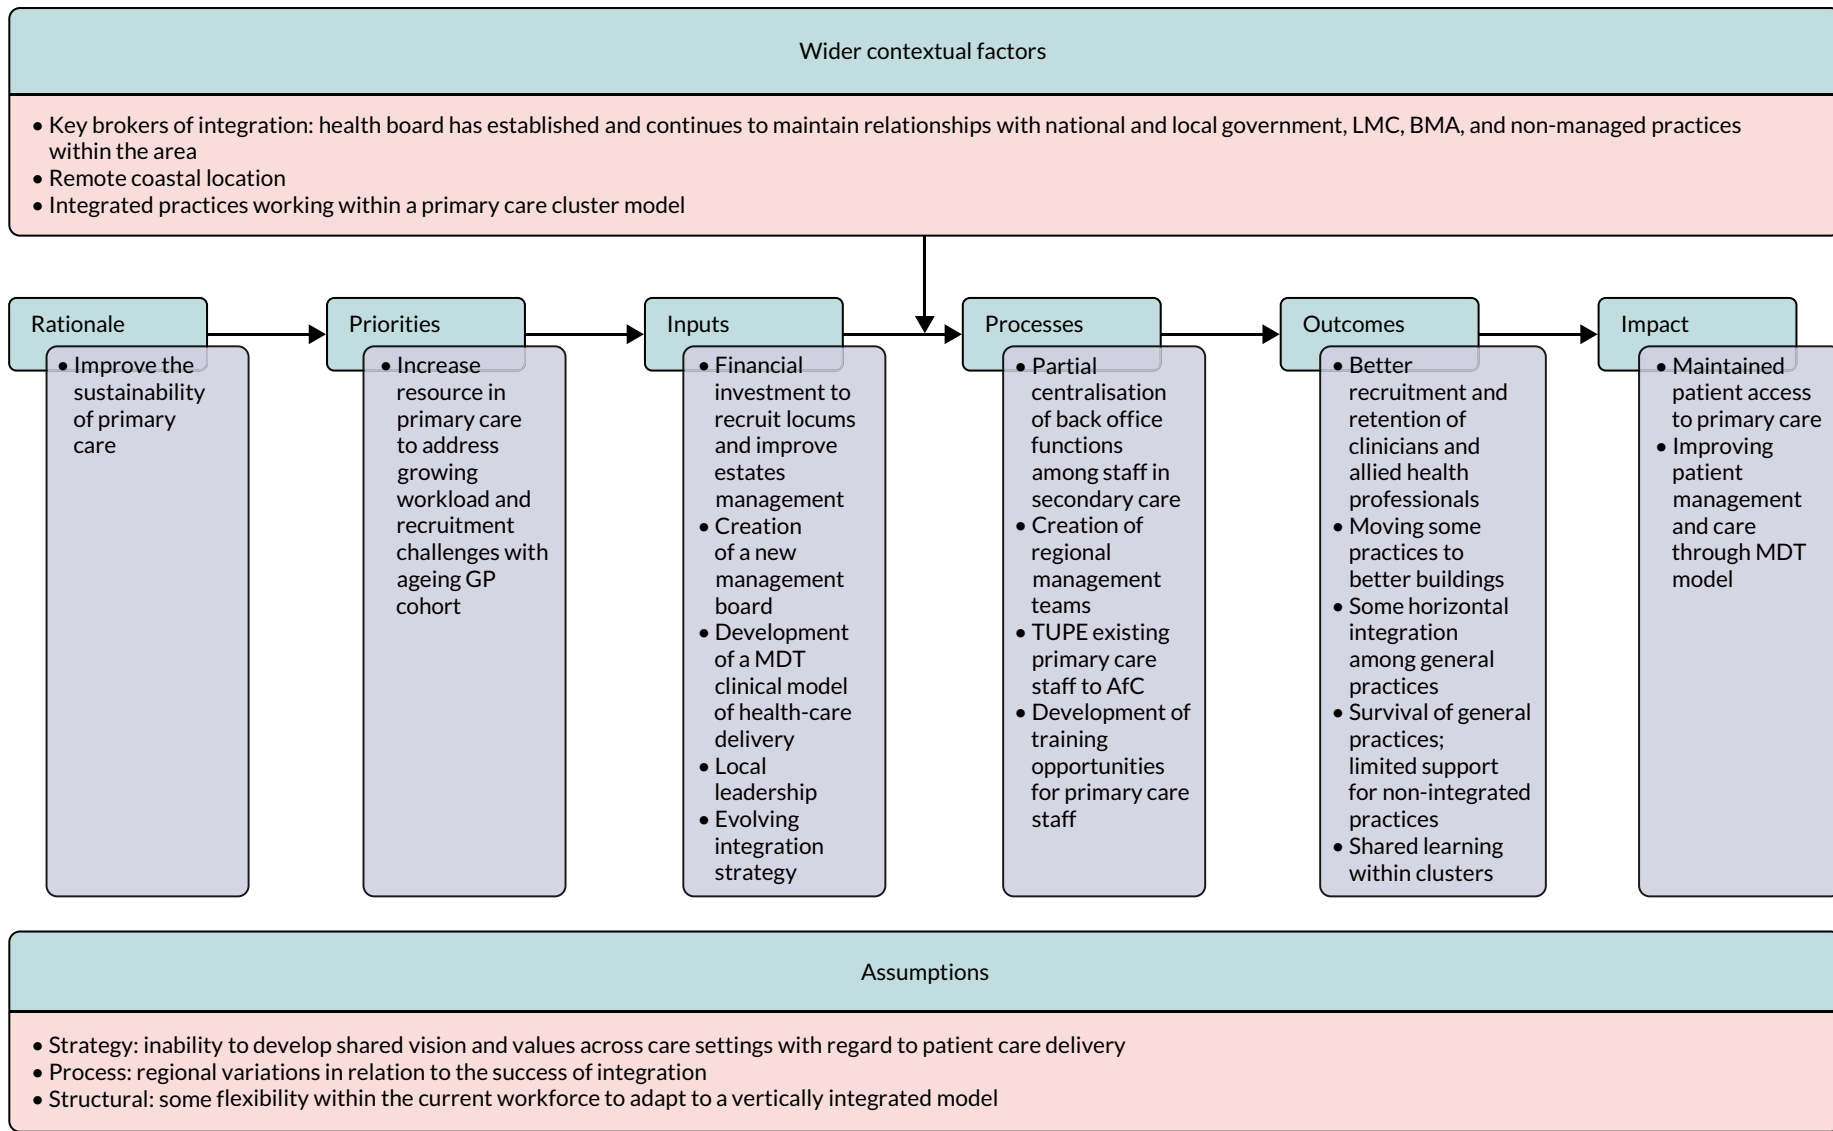 Wider contextual factors
• Key brokers of integration: health board has established and continues to maintain relationships with national and local government, LMC, BMA, and non-managed practices
within the area
• Remote coastal location
• Integrated practices working within a primary care cluster model
Rationale
• Improve the
sustainability
of primary
care
Priorities
• Increase
resource in
primary care
to address
growing
workload and
recruitment
challenges with
ageing GP
cohort
Inputs
• Financial
investment to
recruit locums
and improve
estates
management
• Creation
of a new
management
board
• Development
of a MDT
clinical model
of health-care
delivery
• Local
leadership
• Evolving
integration
strategy
Processes
• Partial
centralisation
of back office
functions
among staff in
secondary care
• Creation of
regional
management
teams
• TUPE existing
primary care
staff to AfC
• Development of
training
opportunities
for primary care
staff
Outcomes
• Better
recruitment and
retention of
clinicians and
allied health
professionals
• Moving some
practices to
better buildings
• Some horizontal
integration
among general
practices
• Survival of general
practices;
limited support
for non-integrated
practices
• Shared learning
within clusters
Impact
• Maintained
patient access
to primary care
• Improving
patient
management
and care
through MDT
model
Assumptions
• Strategy: inability to develop shared vision and values across care settings with regard to patient care delivery
• Process: regional variations in relation to the success of integration
• Structural: some flexibility within the current workforce to adapt to a vertically integrated model